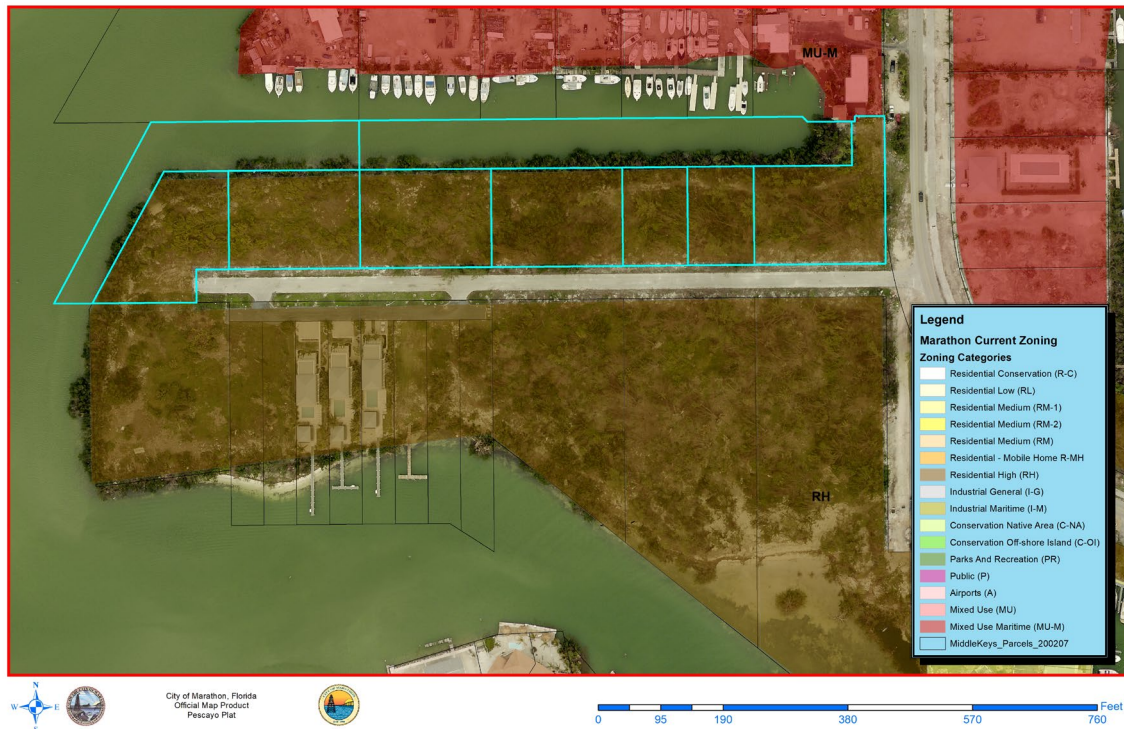 MU-M
RH
Legend
Marathon Current Zoning
Zoning Categories
Residential Conservation (R-C)
Residential Low (RL)
Residential Medium (RM-1)
Residential Medium (RM-2)
Residential Medium (RM)
Residential - Mobile Home R-MH
Residential High (RH)
Industrial General (I-G)
Industrial Maritime (I-M)
Conservation Native Area (C-NA)
Conservation Off-shore Island (C-OI)
Parks And Recreation (PR)
Public (P)
Airports (A)
Mixed Use (MU)
Mixed Use Maritime (MU-M)
MiddleKeys_Parcels_200207
N
W E
S
City of Marathon, Florida
Official Map Product
Pescayo Plat
Feet
0 95 190 380 570 760